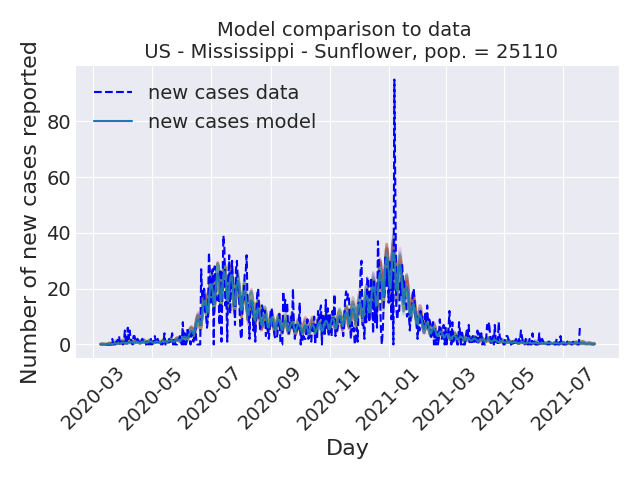 Model comparison to data
US - Mississippi - Sunflower, pop. = 25110
Number of new cases reported
new cases data
new cases model
80
60
40
20
0
2020-03
2020-05
2020-07
2020-09
2020-11
2021-01
2021-03
2021-05
2021-07
Day